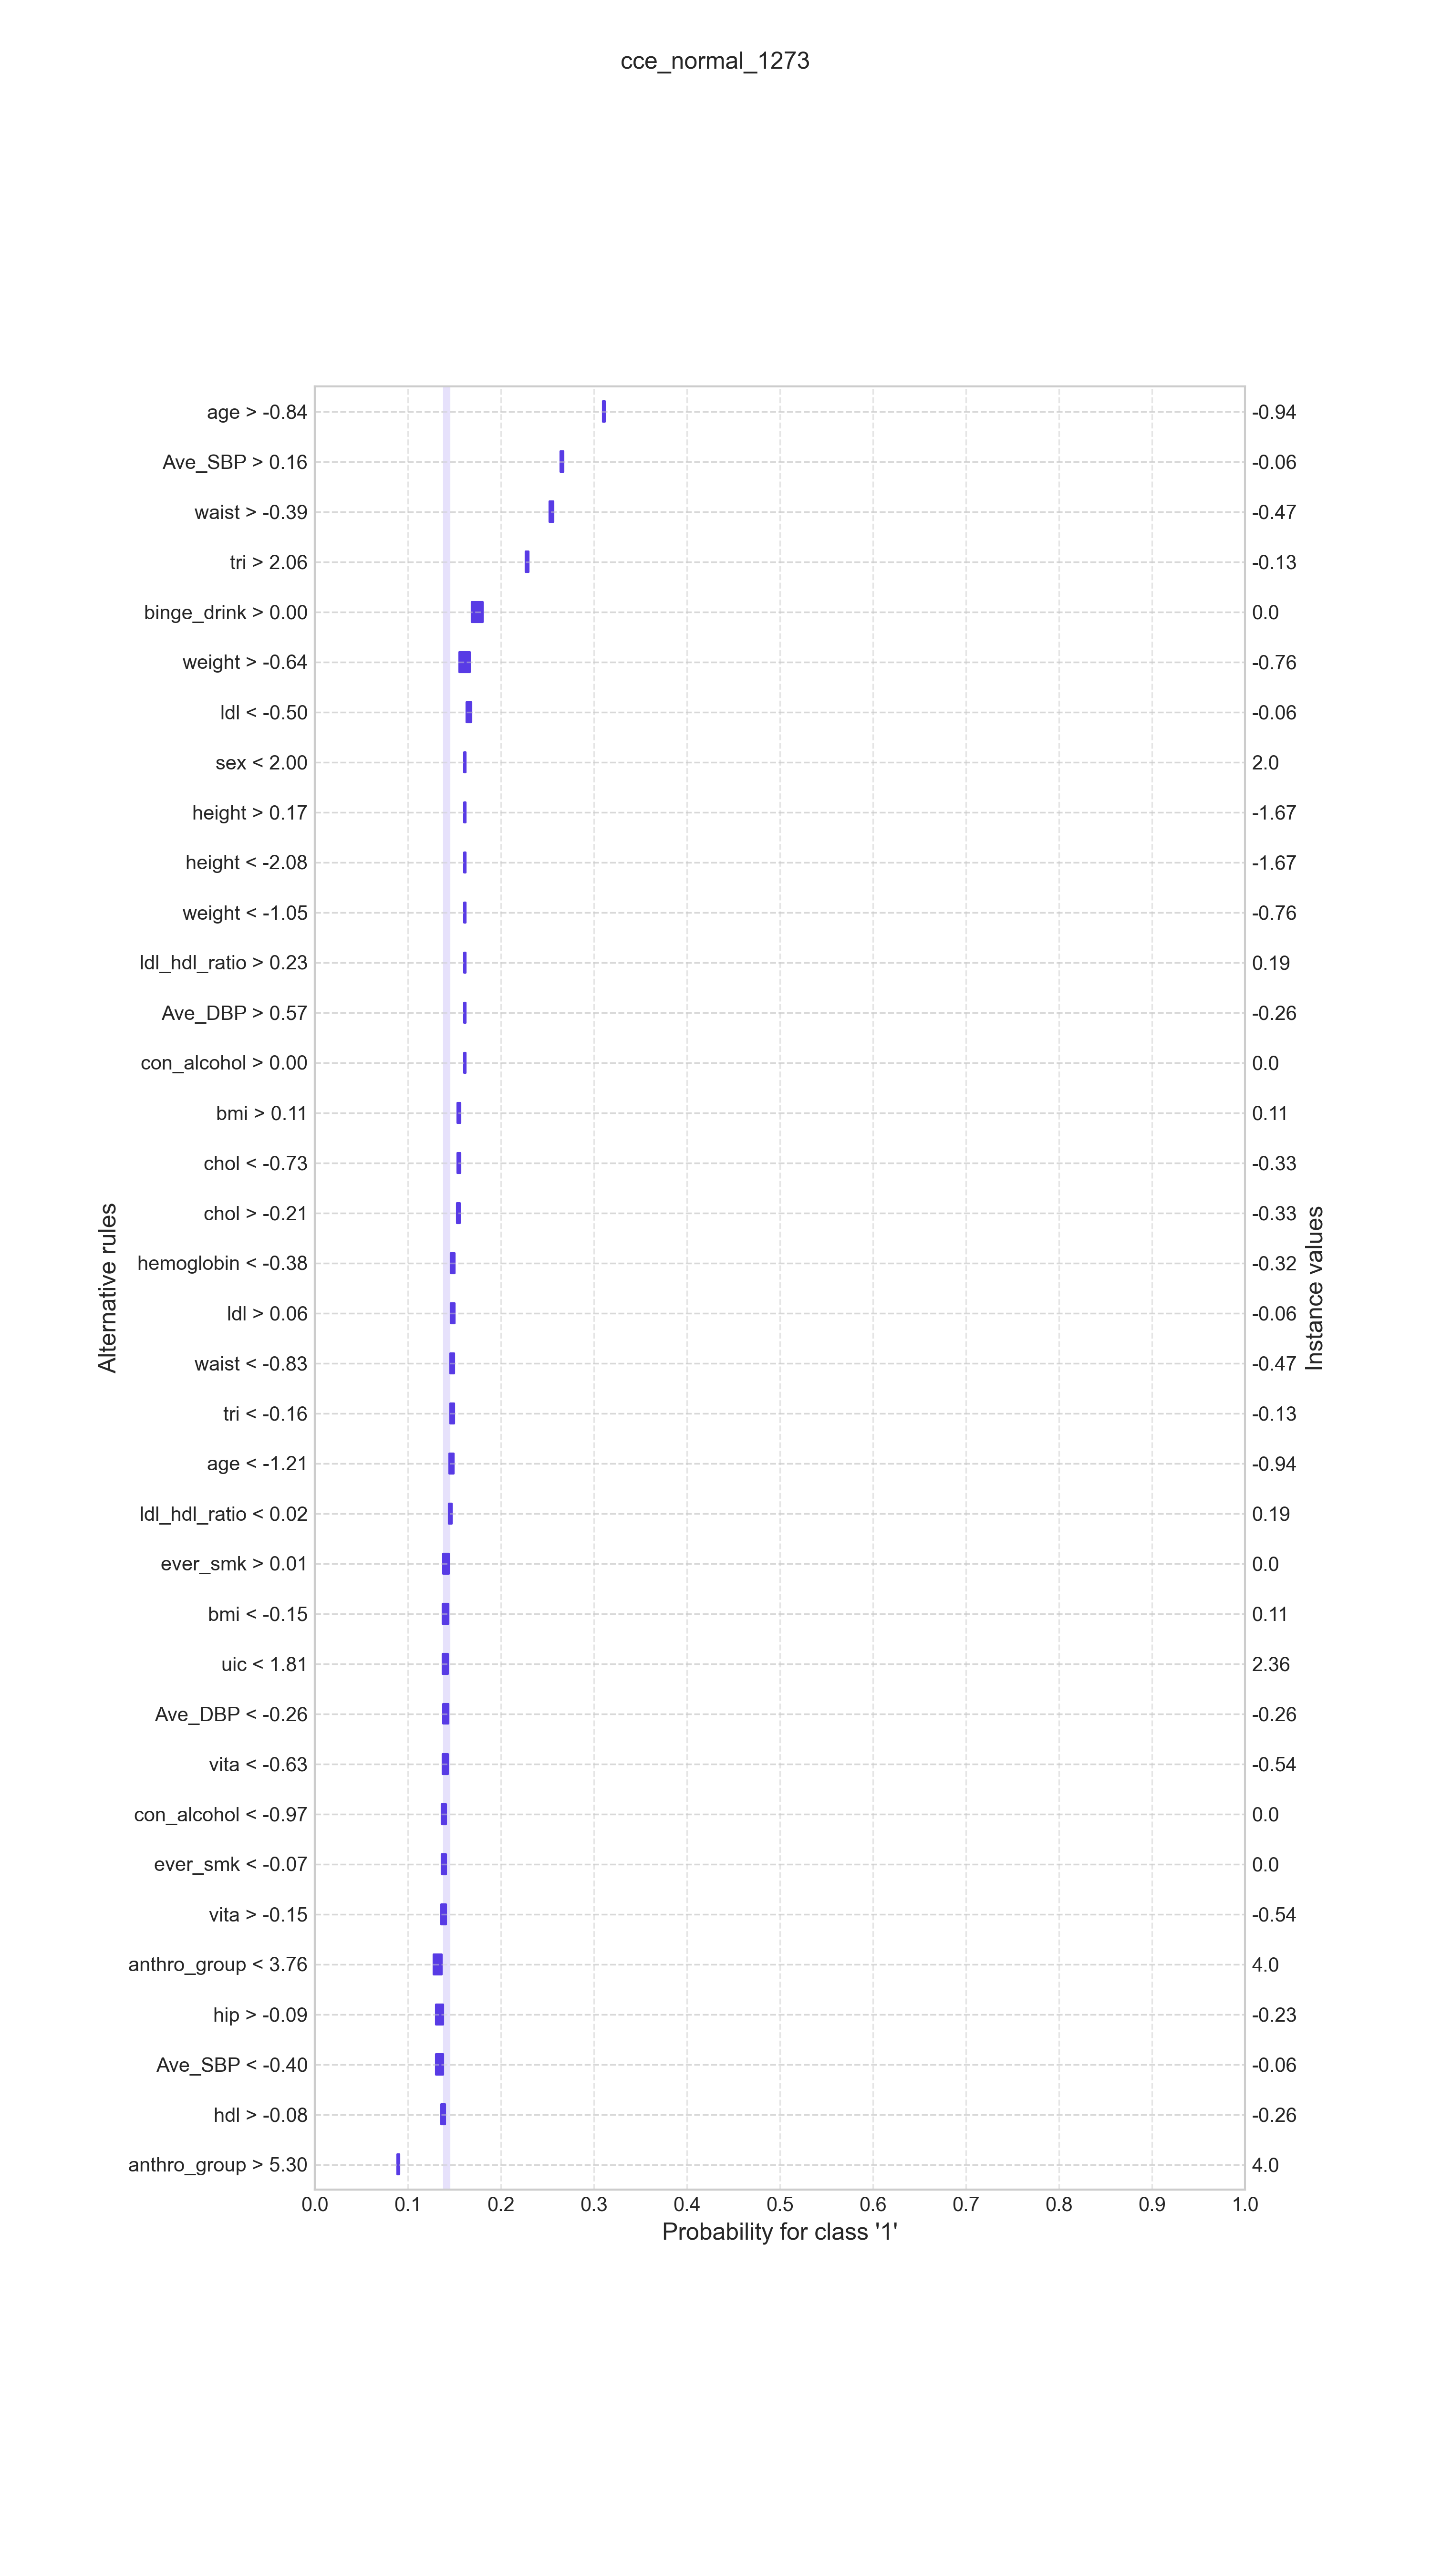 cce_normal_1273
age > -0.84 -0.94
Ave_SBP > 0.16 -0.06
waist > -0.39 -0.47
tri > 2.06 -0.13
binge_drink > 0.00 0.0
weight > -0.64 -0.76
ldl < -0.50 -0.06
sex < 2.00 2.0
height > 0.17 -1.67
height < -2.08 -1.67
weight < -1.05 -0.76
ldl_hdl_ratio > 0.23 0.19
Ave_DBP > 0.57 -0.26
con_alcohol > 0.00 0.0
bmi > 0.11 0.11
chol < -0.73 -0.33
chol > -0.21 -0.33
hemoglobin < -0.38 -0.32
ldl > 0.06 -0.06
waist < -0.83 -0.47
tri < -0.16 -0.13
age < -1.21 -0.94
ldl_hdl_ratio < 0.02 0.19
ever_smk > 0.01 0.0
bmi < -0.15 0.11
uic < 1.81 2.36
Ave_DBP < -0.26 -0.26
vita < -0.63 -0.54
con_alcohol < -0.97 0.0
ever_smk < -0.07 0.0
vita > -0.15 -0.54
anthro_group < 3.76 4.0
hip > -0.09 -0.23
Ave_SBP < -0.40 -0.06
hdl > -0.08 -0.26
anthro_group > 5.30 4.0
Alternative rules
Instance values
0.0 0.1 0.2 0.3 0.4 0.5 0.6 0.7 0.8 0.9 1.0
Probability for class '1'